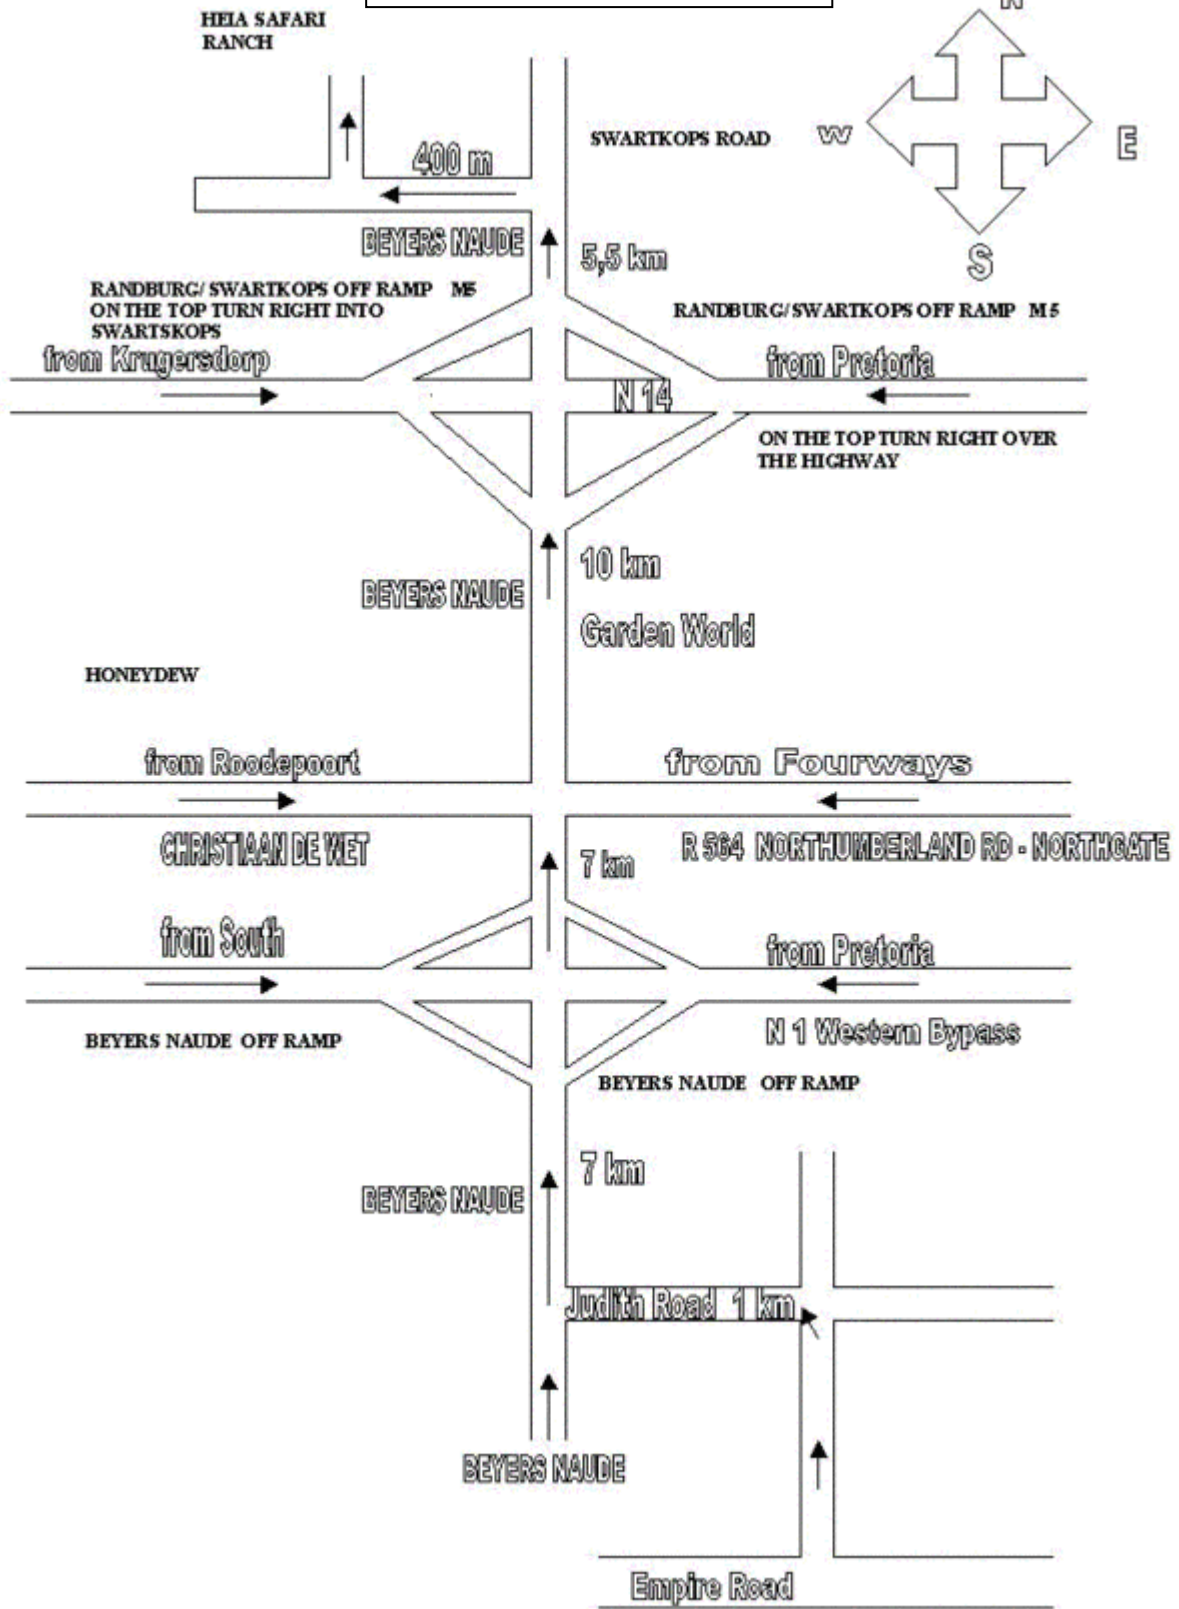 N
HEIA SAFARI
RANCH
W
E
S
SWARTKOPS ROAD
400 m
BEYERS NAUDE
5,5 km
RANDBURG/ SWARTKOPS OFF RAMP M5
ON THE TOP TURN RIGHT INTO
SWARTSKOPS
RANDBURG/ SWARTKOPS OFF RAMP M 5
from Krugersdorp
from Pretoria
N 14
ON THE TOP TURN RIGHT OVER
THE HIGHWAY
10 km
BEYERS NAUDE
Garden World
HONEYDEW
from Roodepoort
from Fourways
CHRISTIAAN DE WET
R 564 NORTHUMBERLAND RD - NORTHGATE
7 km
from South
from Pretoria
BEYERS NAUDE OFF RAMP
N 1 Western Bypass
BEYERS NAUDE OFF RAMP
7 km
BEYERS NAUDE
Judith Road 1 km
BEYERS NAUDE
Empire Road